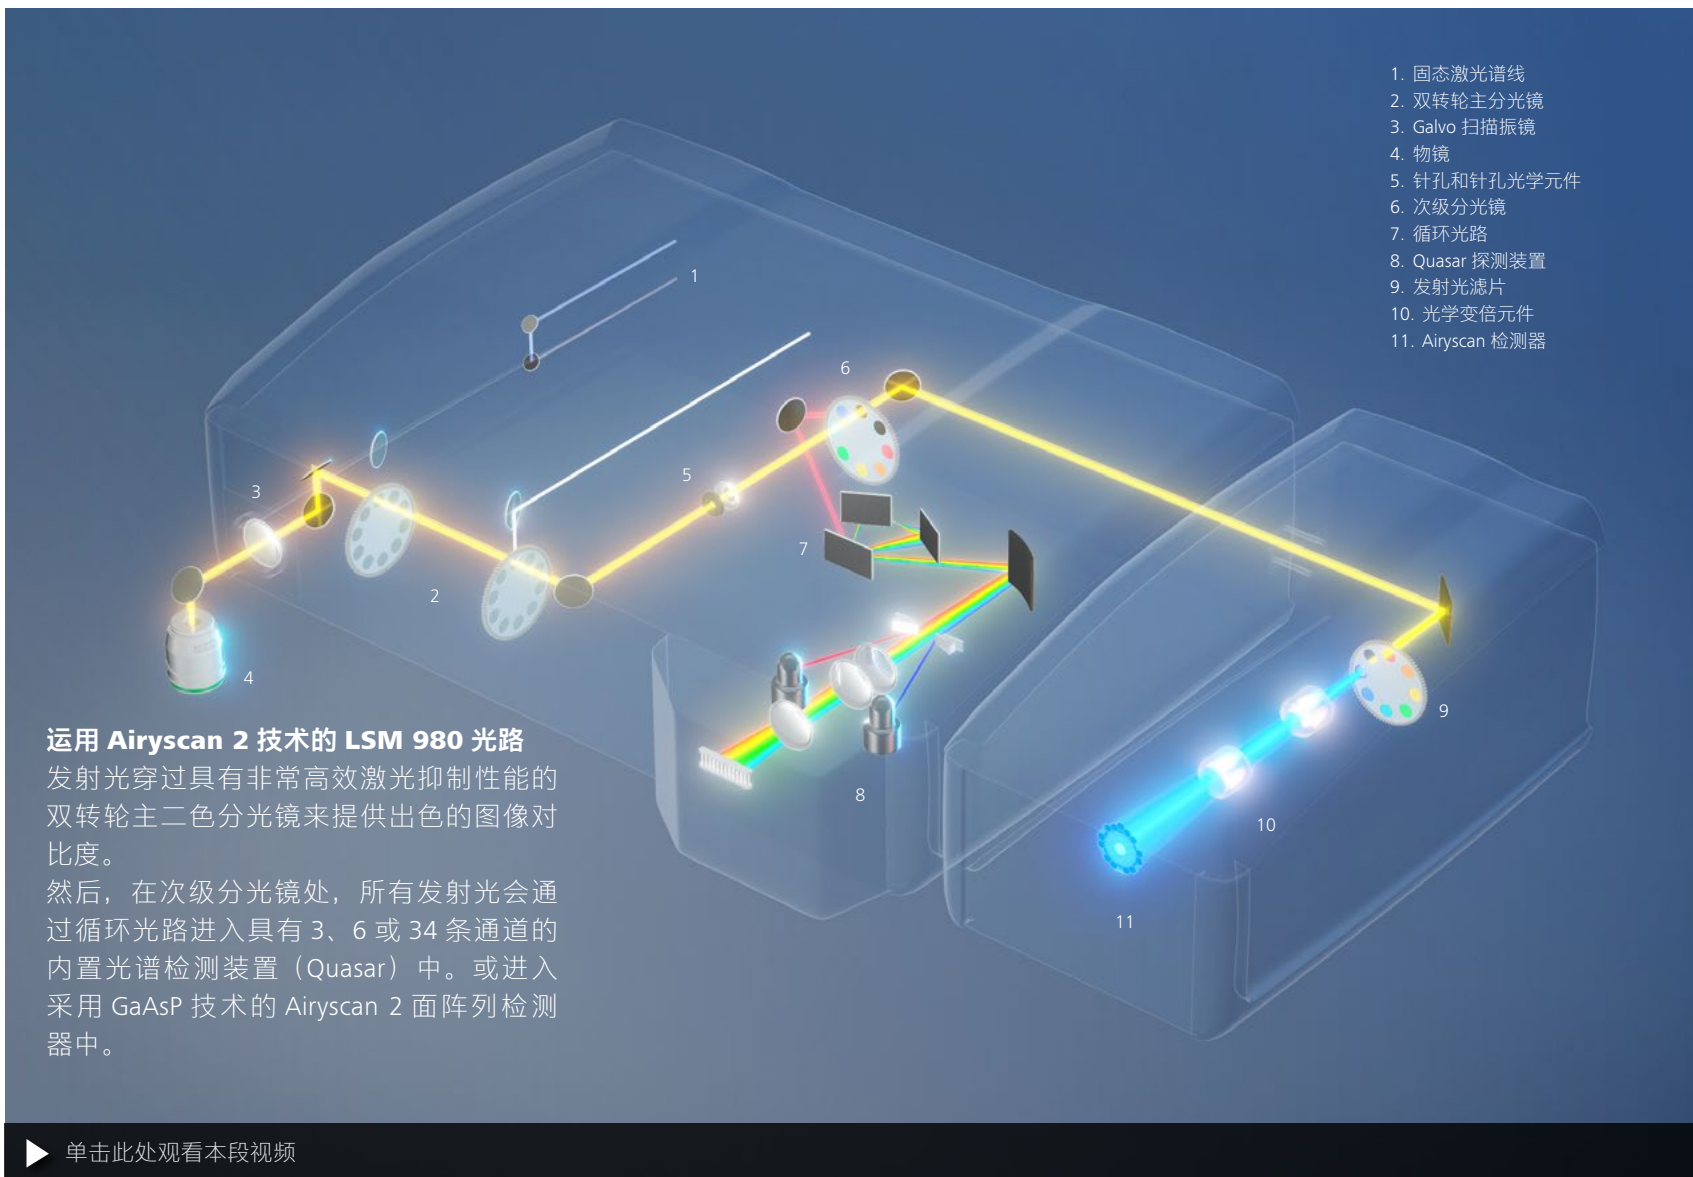 1. 固态激光谱线
2. 双转轮主分光镜
3. Galvo 扫描振镜
4. 物镜
5. 针孔和针孔光学元件
6. 次级分光镜
7. 循环光路
8. Quasar 探测装置
9. 发射光滤片
10. 光学变倍元件
11. Airyscan 检测器
1
6
5
3
7
2
4
9
8
10
11
运用 Airyscan 2 技术的 LSM 980 光路
发射光穿过具有非常高效激光抑制性能的
双转轮主二色分光镜来提供出色的图像对
比度。
然后，在次级分光镜处，所有发射光会通
过循环光路进入具有 3、6 或 34 条通道的
内置光谱检测装置（Quasar）中。或进入
采用 GaAsP 技术的 Airyscan 2 面阵列检测
器中。
单击此处观看本段视频